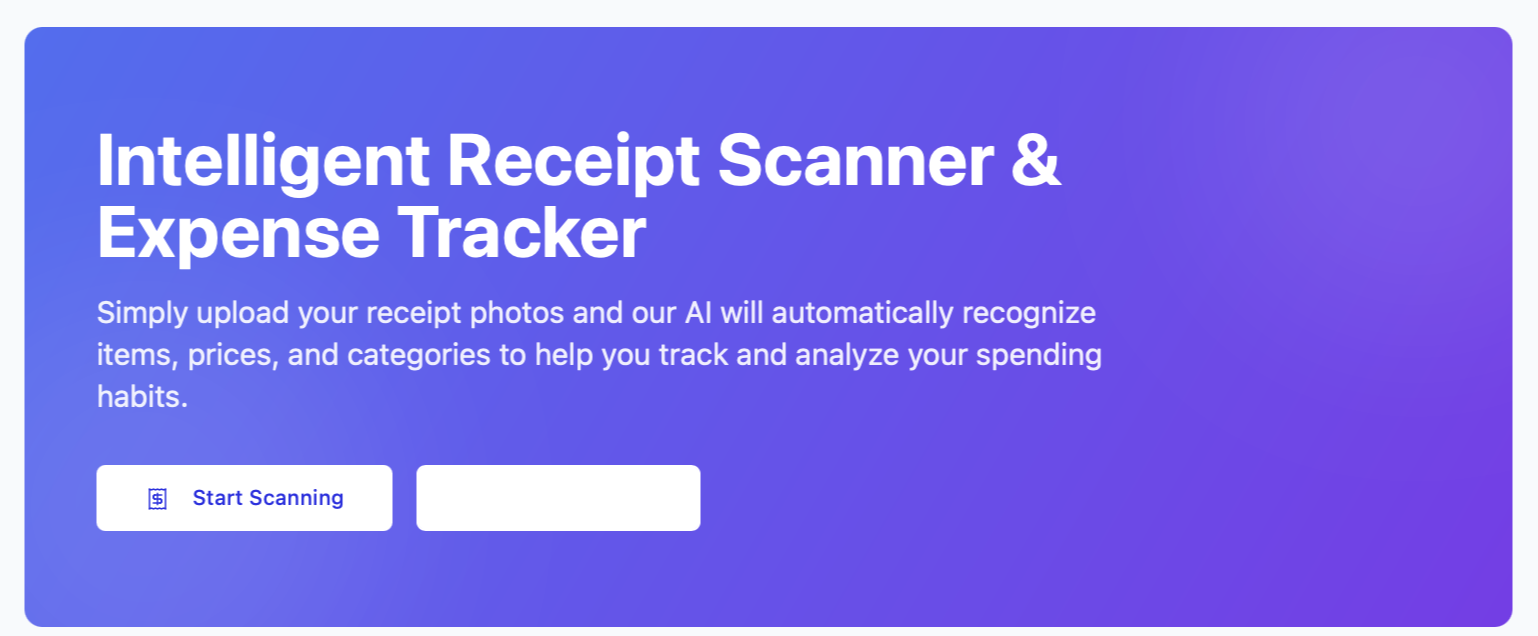 Intelligent Receipt Scanner &
Expense Tracker
Simply upload your receipt photos and our AI will automatically recognize
items, prices, and categories to help you track and analyze your spending
habits.
Start Scanning